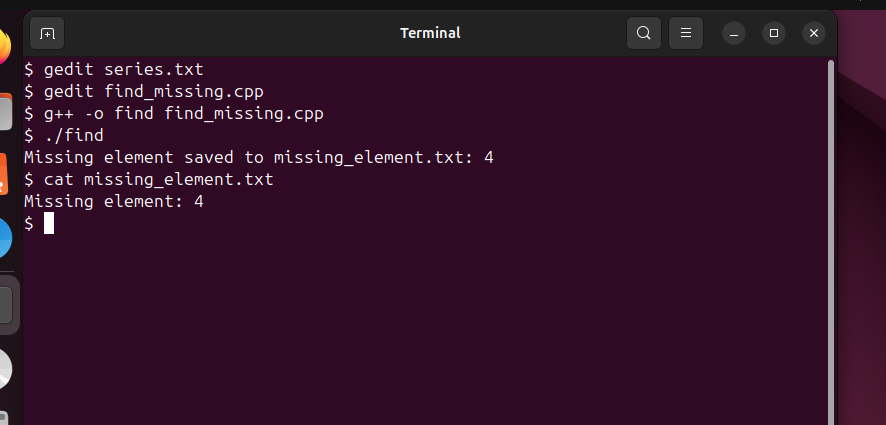 Terminal
$ gedit series.txt
$ gedit find_missing.cpp
$ g++ -o find find_missing.cpp
$ ./find
Missing element saved to missing_element.txt: 4
$ cat missing_element.txt
Missing element: 4
$